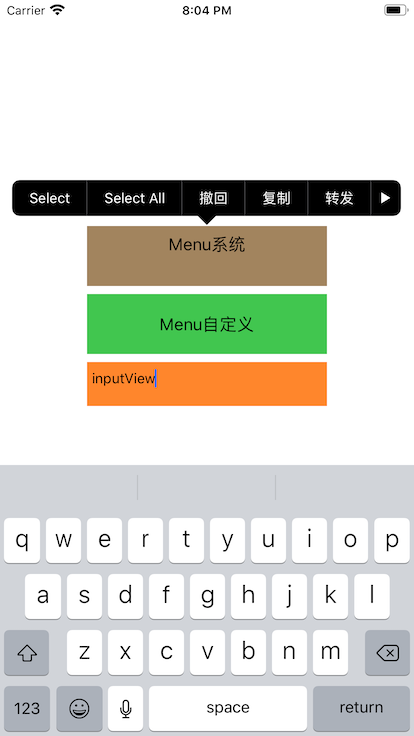 Carrier 8:04 PM
Select Select All 撤回 复制 转发
Menu系统
Menu自定义
inputView
q w e r t y u i o p
a s d f g h j k l
z x c v b n m
123 space return